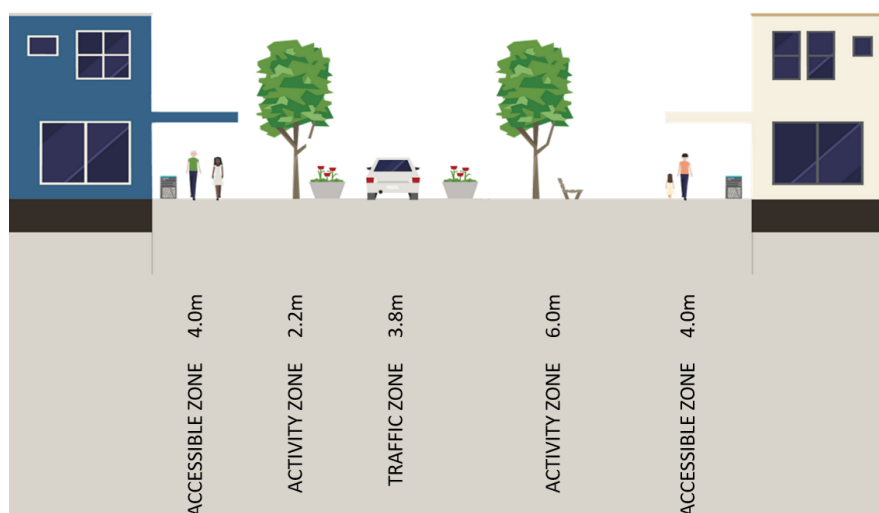 ACCESSIBLE ZONE 4.0m
ACTIVITY ZONE 2.2m
TRAFFIC ZONE 3.8m
ACTIVITY ZONE 6.0m
ACCESSIBLE ZONE 4.0m